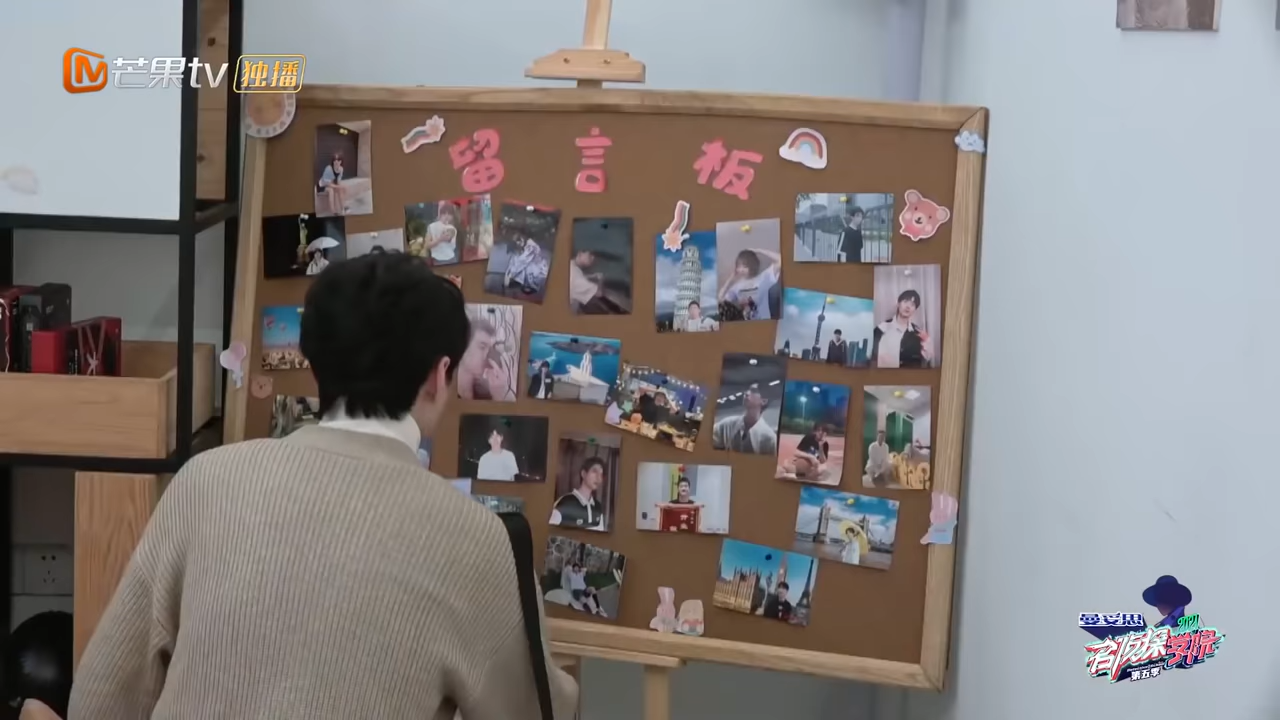 芒果tv 独播
留言板
曼妥思
名侦探学院
第五季